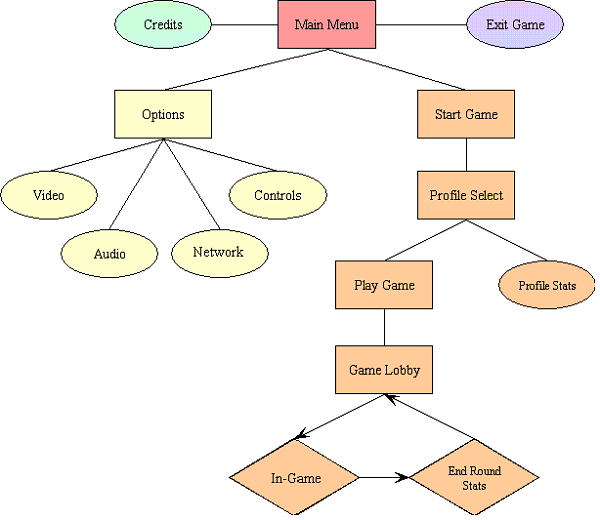 Credits
Main Menu
Exit Game
Options
Start Game
Video
Controls
Profile Select
Audio
Network
Play Game
Profile Stats
Game Lobby
In-Game
End Round
Stats